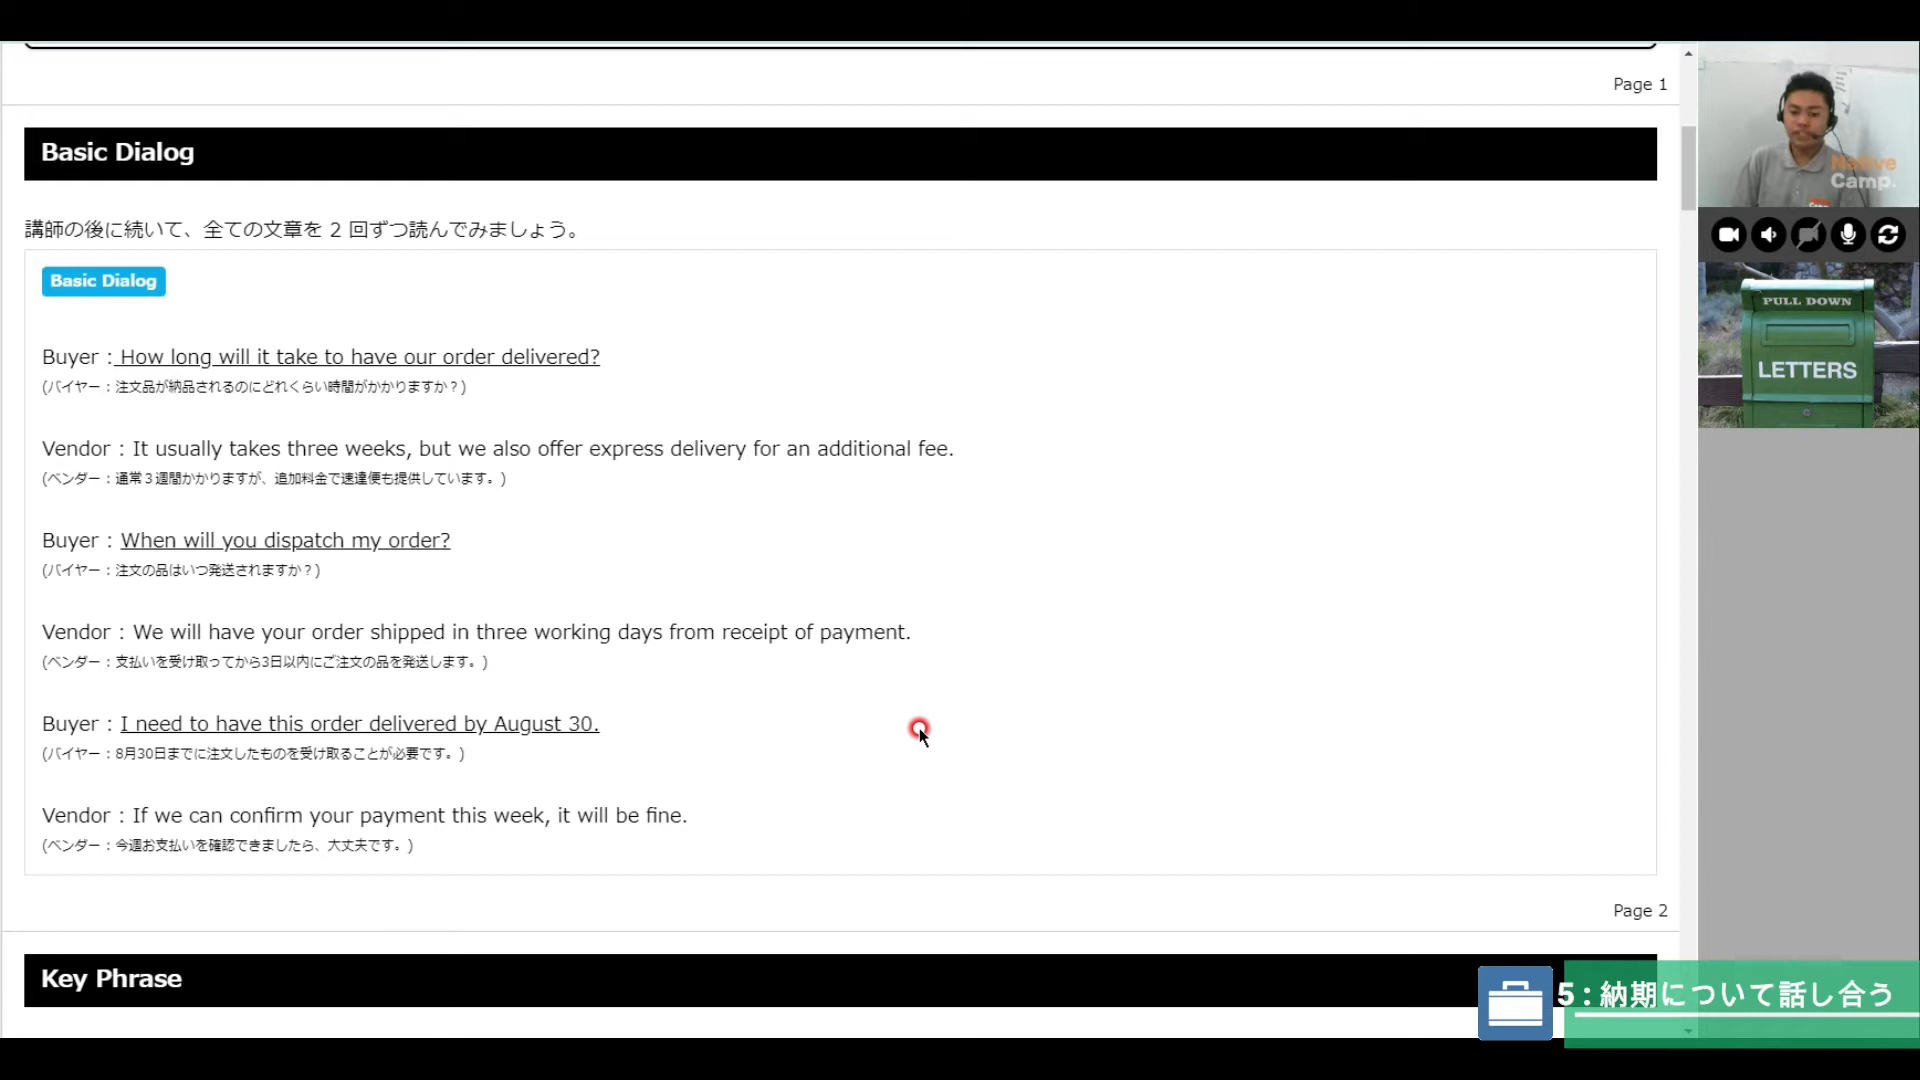 Page 1
Basic Dialog
講師の後に続いて、全ての文章を 2 回ずつ読んでみましょう。
Basic Dialog
Buyer : How long will it take to have our order delivered?
(バイヤー：注文品が納品されるのにどれくらい時間がかかりますか？)
Vendor : It usually takes three weeks, but we also offer express delivery for an additional fee.
(ベンダー：通常３週間かかりますが、追加料金で速達便も提供しています。)
Buyer : When will you dispatch my order?
(バイヤー：注文の品はいつ発送されますか？)
Vendor : We will have your order shipped in three working days from receipt of payment.
(ベンダー：支払いを受け取ってから3日以内にご注文の品を発送します。)
Buyer : I need to have this order delivered by August 30.
(バイヤー：8月30日までに注文したものを受け取ることが必要です。)
Vendor : If we can confirm your payment this week, it will be fine.
(ベンダー：今週お支払いを確認できましたら、大丈夫です。)
Page 2
Key Phrase
Native
Camp.
PULL DOWN
LETTERS
5：納期について話し合う